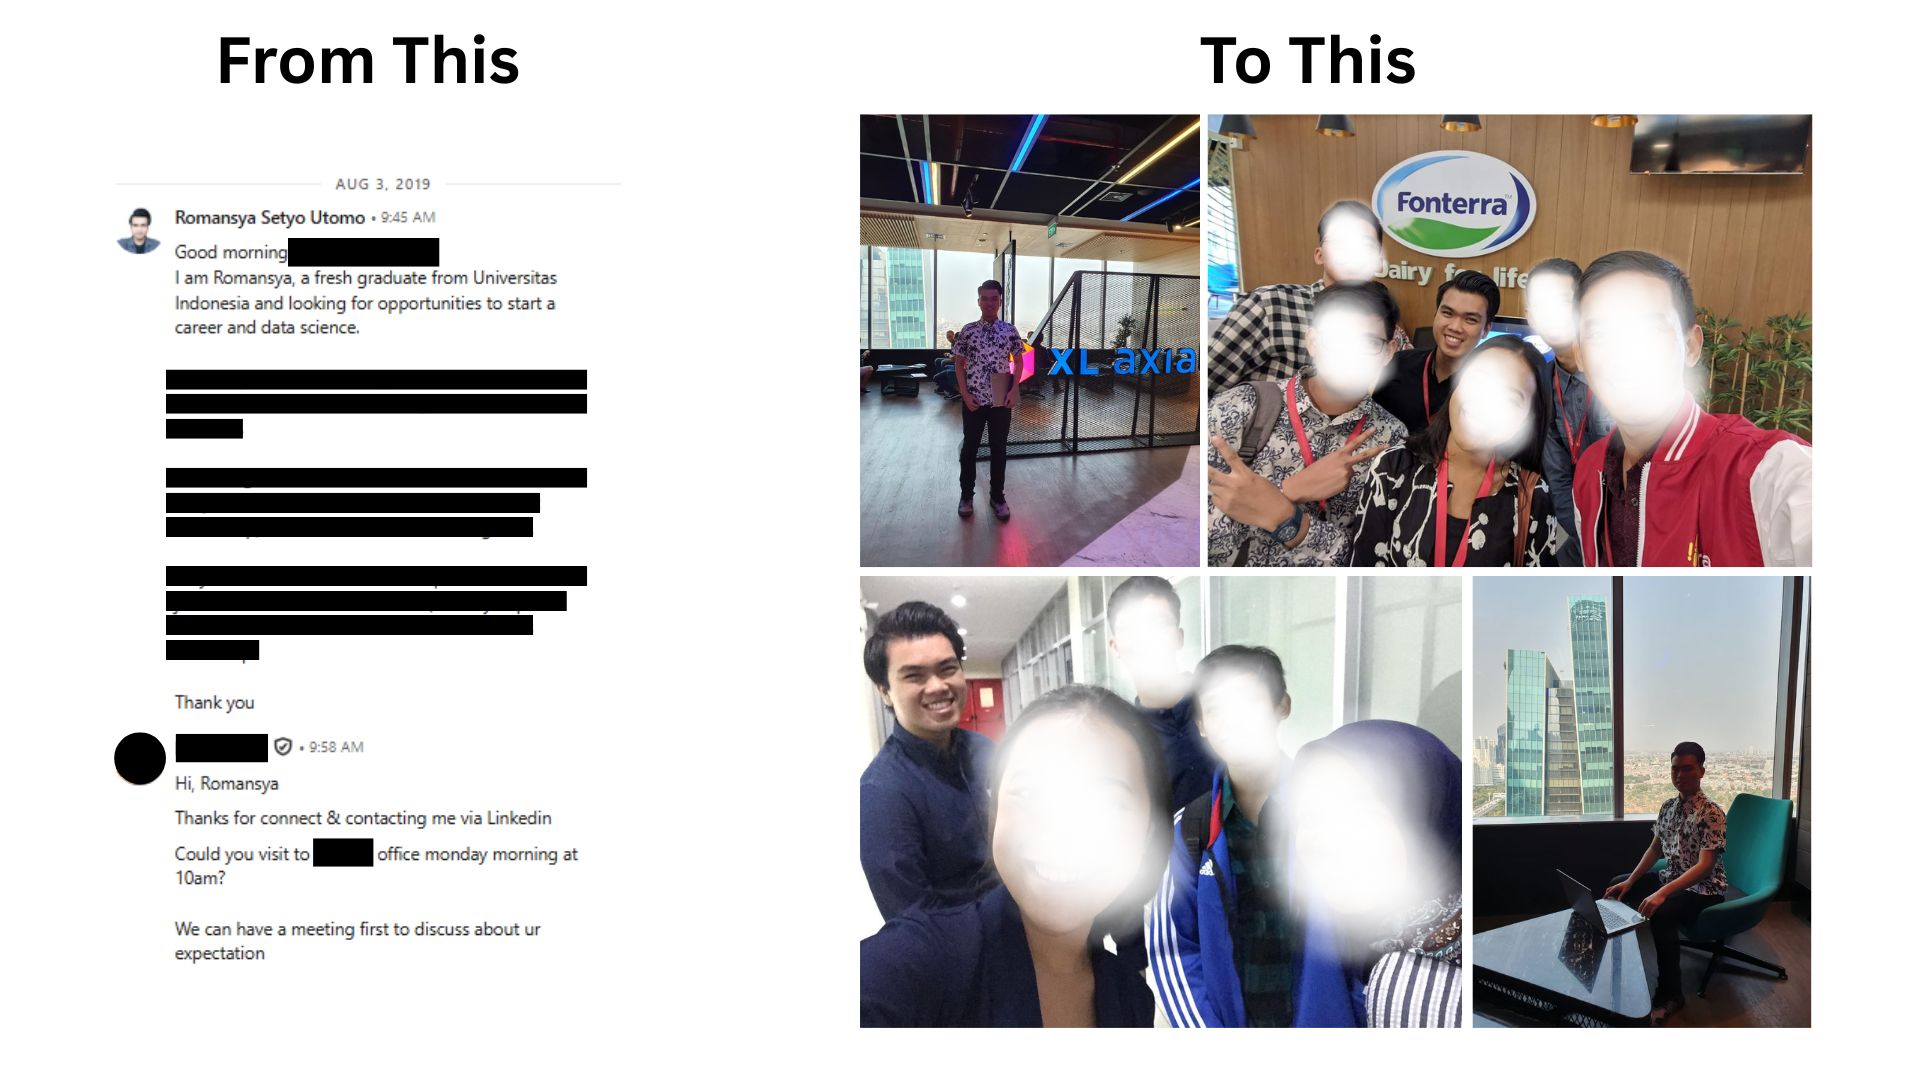 From This
To This
AUG 3, 2019
Romansya Setyo Utomo • 9:45 AM
Good morning
I am Romansya, a fresh graduate from Universitas
Indonesia and looking for opportunities to start a
career and data science.
Thank you
• 9:58 AM
Hi, Romansya
Thanks for connect & contacting me via Linkedin
Could you visit to office monday morning at
10am?
We can have a meeting first to discuss about ur
expectation
XL axia
Fonterra
Dairy for life